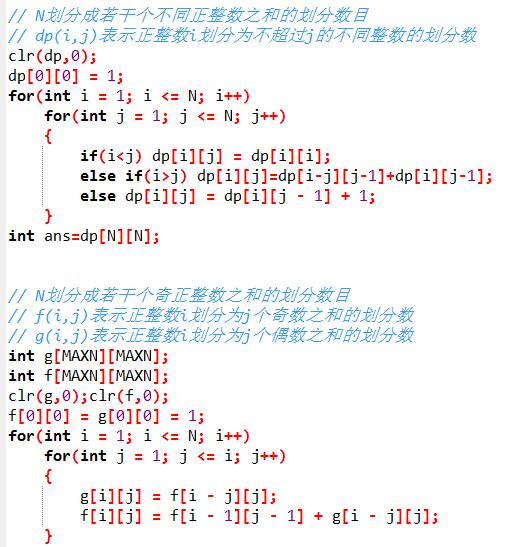 // N划分成若干个不同正整数之和的划分数目
// dp(i,j)表示正整数i划分为不超过j的不同整数的划分数
clr(dp,0);
dp[0][0] = 1;
for(int i = 1; i <= N; i++)
    for(int j = 1; j <= N; j++)
    {
        if(i<j) dp[i][j] = dp[i][i];
        else if(i>j) dp[i][j]=dp[i-j][j-1]+dp[i][j-1];
        else dp[i][j] = dp[i][j - 1] + 1;
    }
int ans=dp[N][N];
// N划分成若干个奇正整数之和的划分数目
// f(i,j)表示正整数i划分为j个奇数之和的划分数
// g(i,j)表示正整数i划分为j个偶数之和的划分数
int g[MAXN][MAXN];
int f[MAXN][MAXN];
clr(g,0);clr(f,0);
f[0][0] = g[0][0] = 1;
for(int i = 1; i <= N; i++)
    for(int j = 1; j <= i; j++)
    {
        g[i][j] = f[i - j][j];
        f[i][j] = f[i - 1][j - 1] + g[i - j][j];
    }